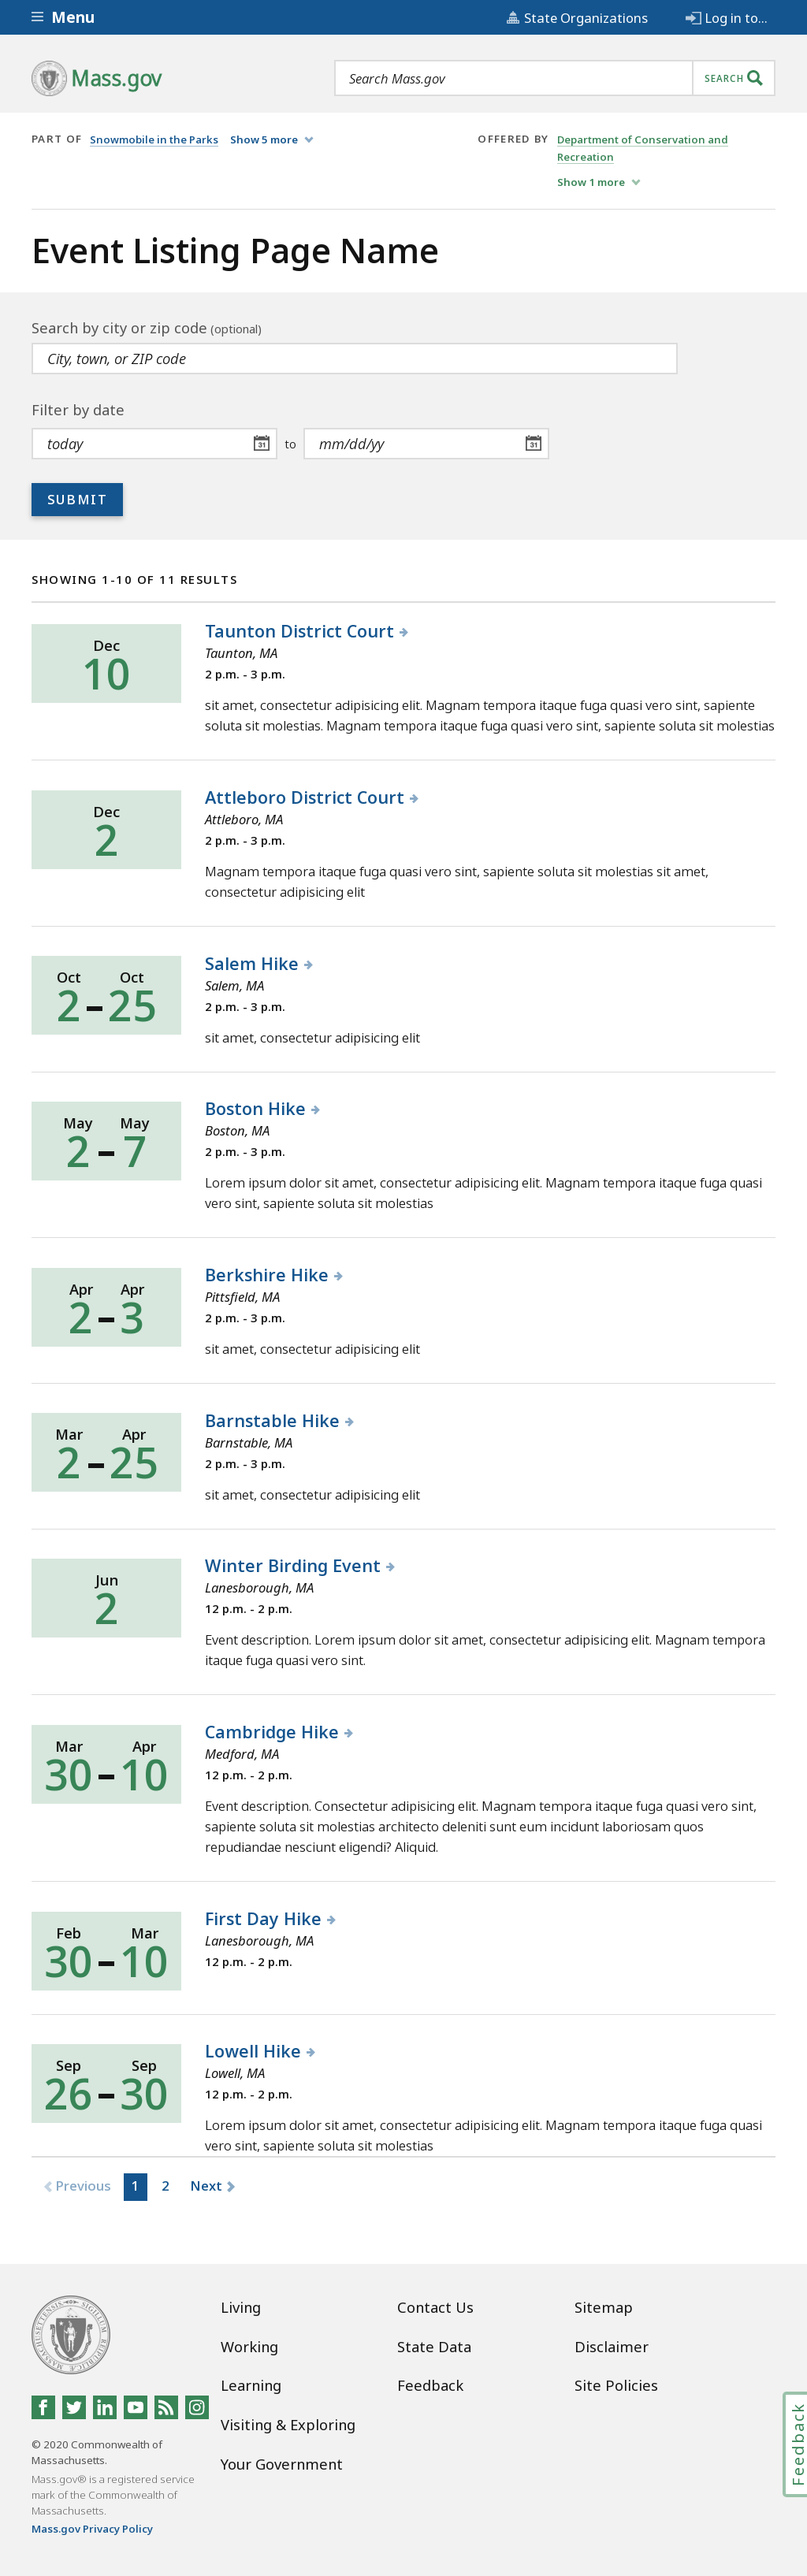 Menu
State Organizations
Log in to...
Mass.gov
Search Mass.gov
SEARCH
PART OF Snowmobile in the Parks Show 5 more
OFFERED BY Department of Conservation and
Recreation
Show 1 more
Event Listing Page Name
Search by city or zip code (optional)
City, town, or ZIP code
Filter by date
today
31
to
mm/dd/yy
31
SUBMIT
SHOWING 1-10 OF 11 RESULTS
Dec
10
Taunton District Court
Taunton, MA
2 p.m. - 3 p.m.
sit amet, consectetur adipisicing elit. Magnam tempora itaque fuga quasi vero sint, sapiente
soluta sit molestias. Magnam tempora itaque fuga quasi vero sint, sapiente soluta sit molestias
Dec
2
Attleboro District Court
Attleboro, MA
2 p.m. - 3 p.m.
Magnam tempora itaque fuga quasi vero sint, sapiente soluta sit molestias sit amet,
consectetur adipisicing elit
Oct Oct
2 - 25
Salem Hike
Salem, MA
2 p.m. - 3 p.m.
sit amet, consectetur adipisicing elit
May May
2 - 7
Boston Hike
Boston, MA
2 p.m. - 3 p.m.
Lorem ipsum dolor sit amet, consectetur adipisicing elit. Magnam tempora itaque fuga quasi
vero sint, sapiente soluta sit molestias
Apr Apr
2 - 3
Berkshire Hike
Pittsfield, MA
2 p.m. - 3 p.m.
sit amet, consectetur adipisicing elit
Mar Apr
2 - 25
Barnstable Hike
Barnstable, MA
2 p.m. - 3 p.m.
sit amet, consectetur adipisicing elit
Jun
2
Winter Birding Event
Lanesborough, MA
12 p.m. - 2 p.m.
Event description. Lorem ipsum dolor sit amet, consectetur adipisicing elit. Magnam tempora
itaque fuga quasi vero sint.
Mar Apr
30 - 10
Cambridge Hike
Medford, MA
12 p.m. - 2 p.m.
Event description. Consectetur adipisicing elit. Magnam tempora itaque fuga quasi vero sint,
sapiente soluta sit molestias architecto deleniti sunt eum incidunt laboriosam quos
repudiandae nesciunt eligendi? Aliquid.
Feb Mar
30 - 10
First Day Hike
Lanesborough, MA
12 p.m. - 2 p.m.
Sep Sep
26 - 30
Lowell Hike
Lowell, MA
12 p.m. - 2 p.m.
Lorem ipsum dolor sit amet, consectetur adipisicing elit. Magnam tempora itaque fuga quasi
vero sint, sapiente soluta sit molestias
Previous 1 2 Next
© 2020 Commonwealth of
Massachusetts.
Mass.gov® is a registered service
mark of the Commonwealth of
Massachusetts.
Mass.gov Privacy Policy
Living
Working
Learning
Visiting & Exploring
Your Government
Contact Us
State Data
Feedback
Sitemap
Disclaimer
Site Policies
Feedback